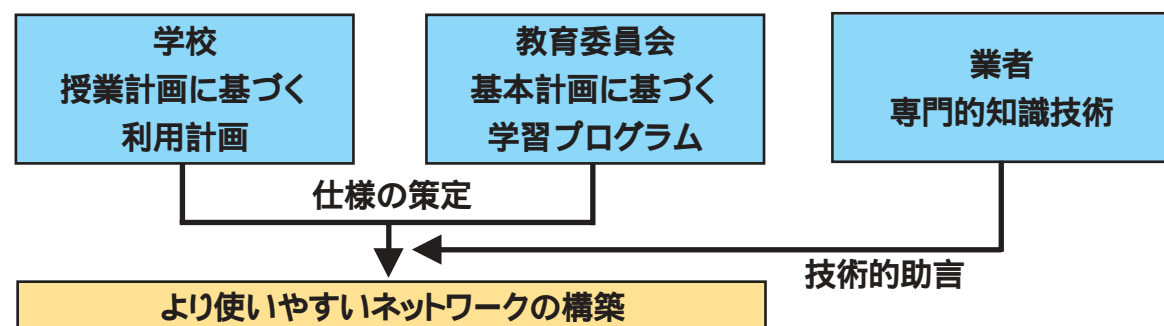 学校
授業計画に基づく
利用計画
教育委員会
基本計画に基づく
学習プログラム
業者
専門的知識技術
仕様の策定
技術的助言
より使いやすいネットワークの構築